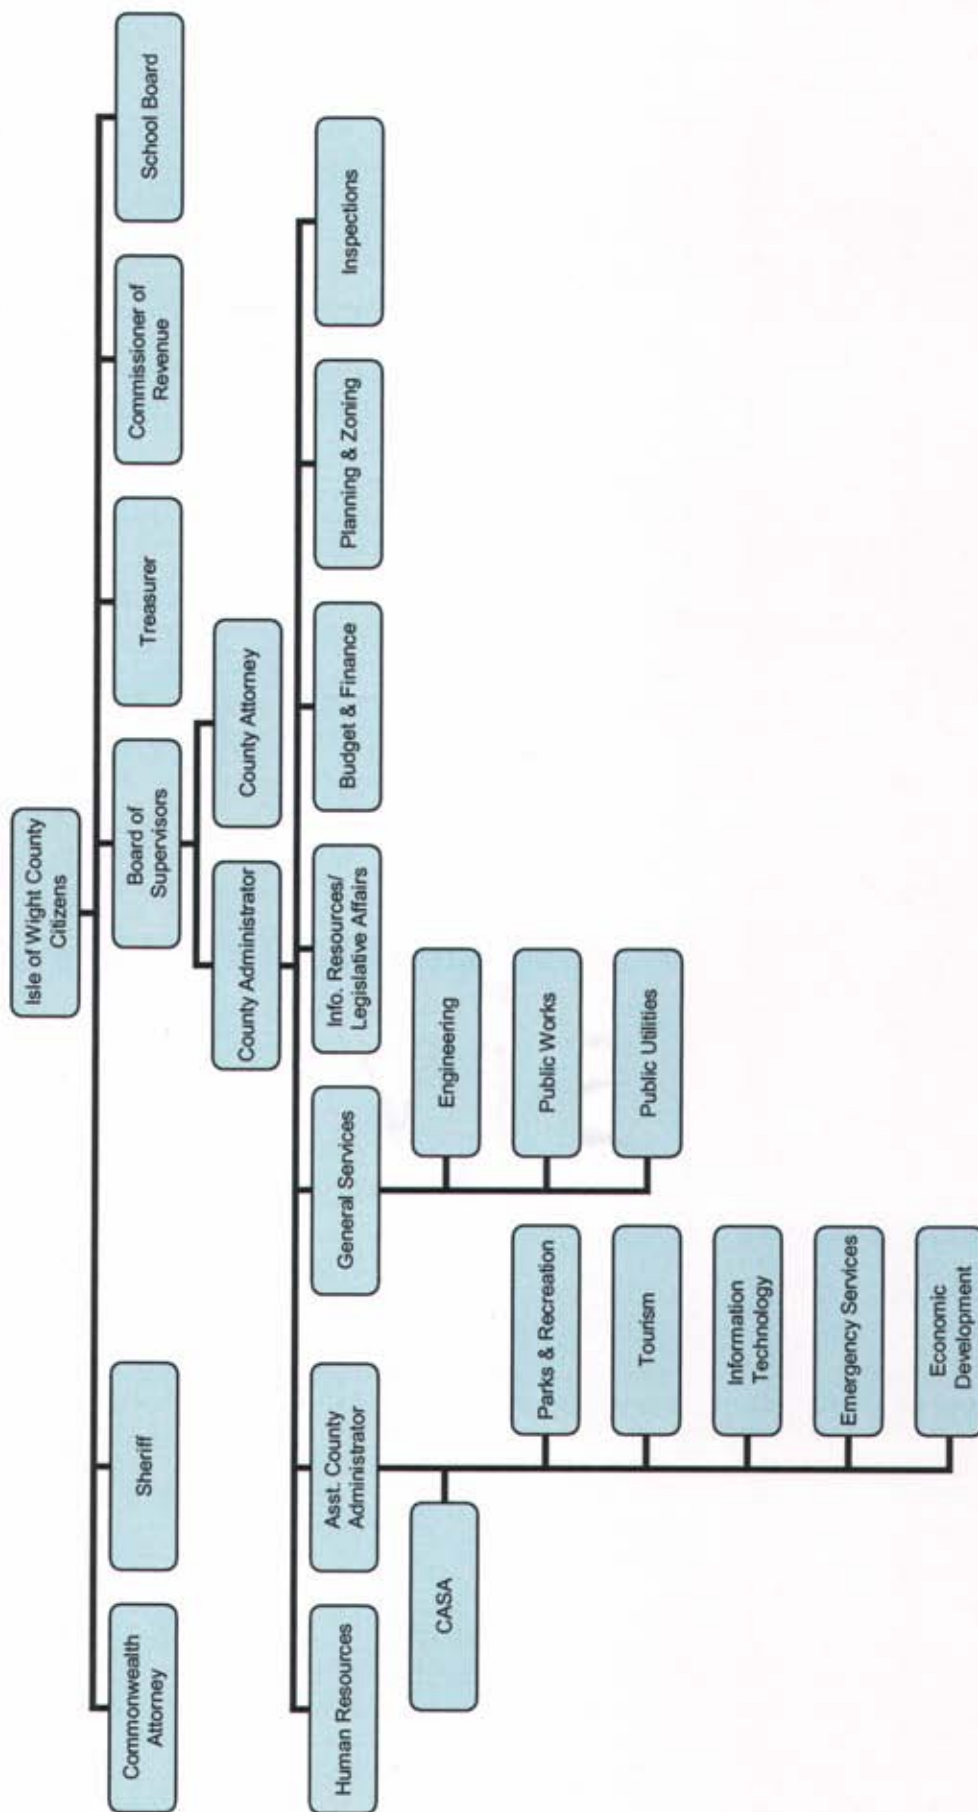 Isle of Wight County
Citizens
Commonwealth
Attorney
Sheriff
Board of
Supervisors
Treasurer
Commissioner of
Revenue
School Board
County Administrator
County Attorney
Human Resources
Asst. County
Administrator
General Services
Info. Resources/
Legislative Affairs
Budget & Finance
Planning & Zoning
Inspections
CASA
Engineering
Parks & Recreation
Public Works
Tourism
Public Utilities
Information
Technology
Emergency Services
Economic
Development